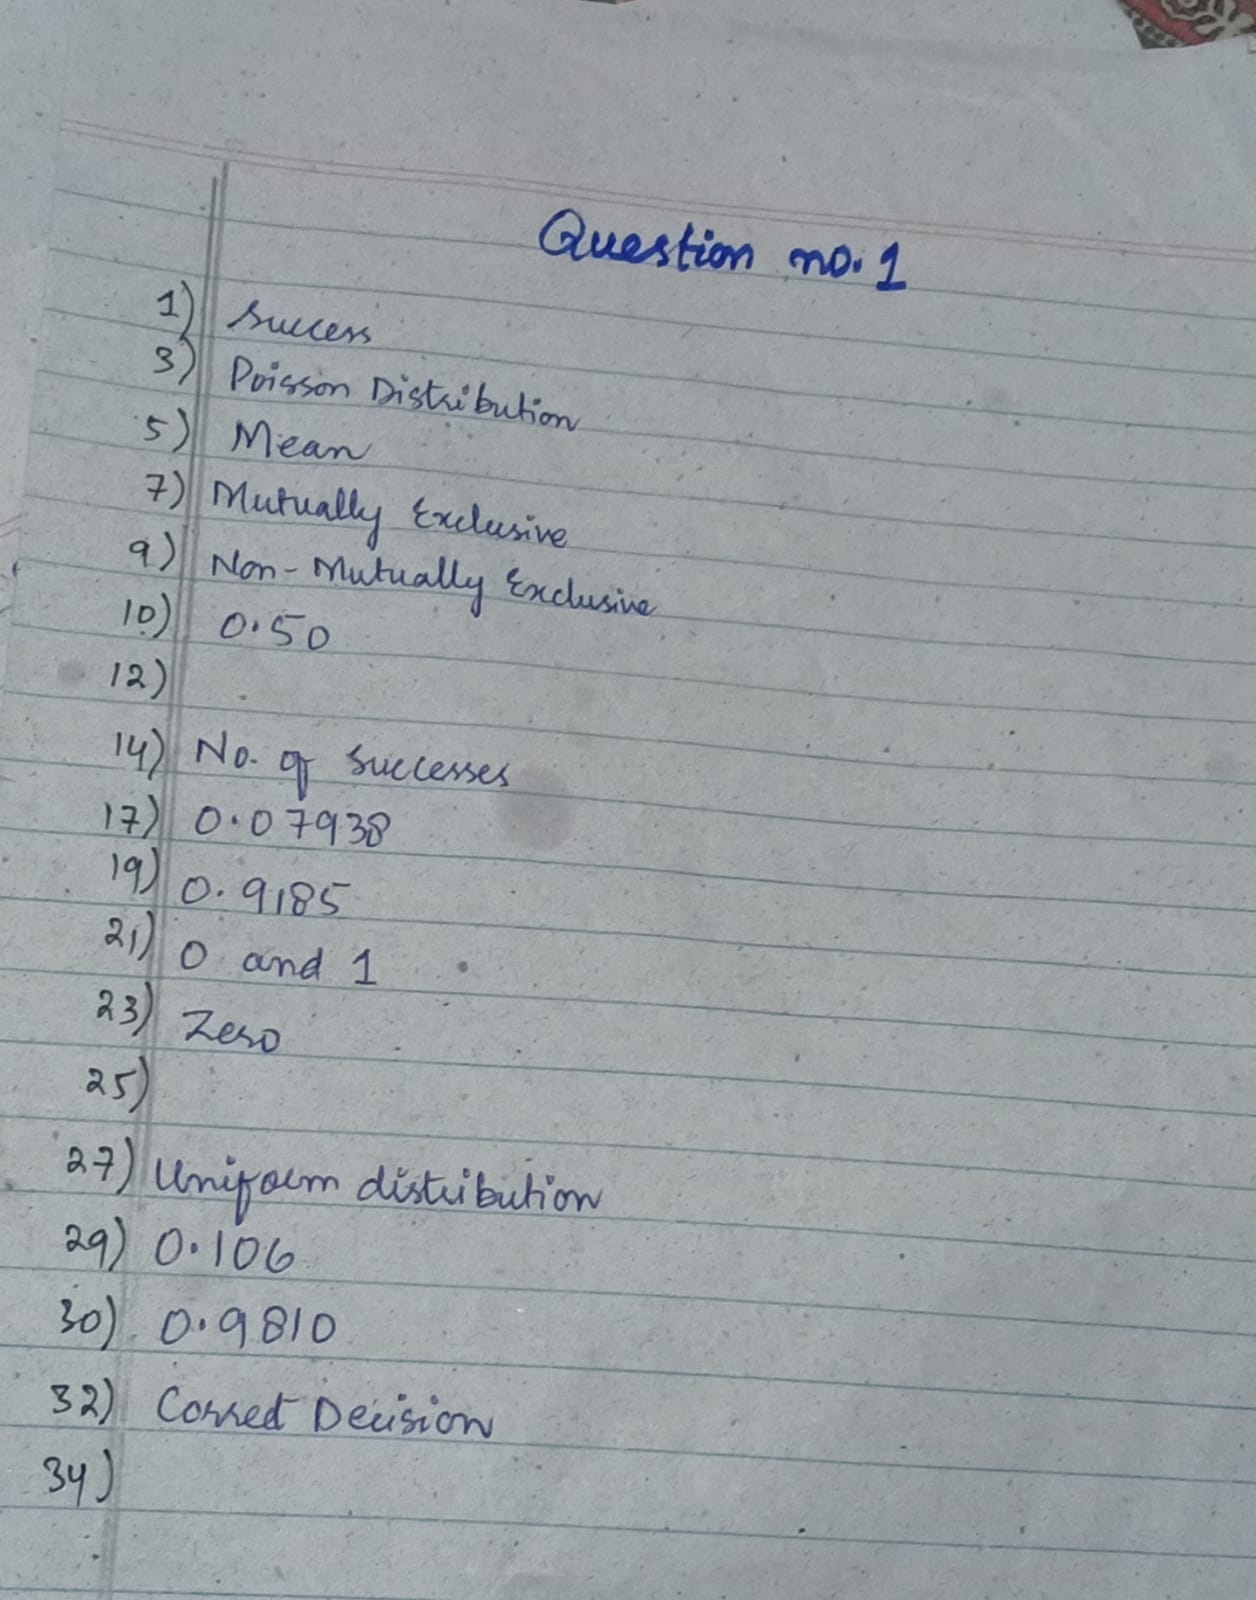 Question no. 1
1) Success
3) Poisson Distribution
5) Mean
7) Mutually Exclusive
9) Non-Mutually Exclusive
10) 0.50
12)
14) No. of Successes
17) 0.07938
19) 0.9185
21) 0 and 1
23) Zero
25)
27) Uniform distribution
29) 0.106
30) 0.9810
32) Correct Decision
34)